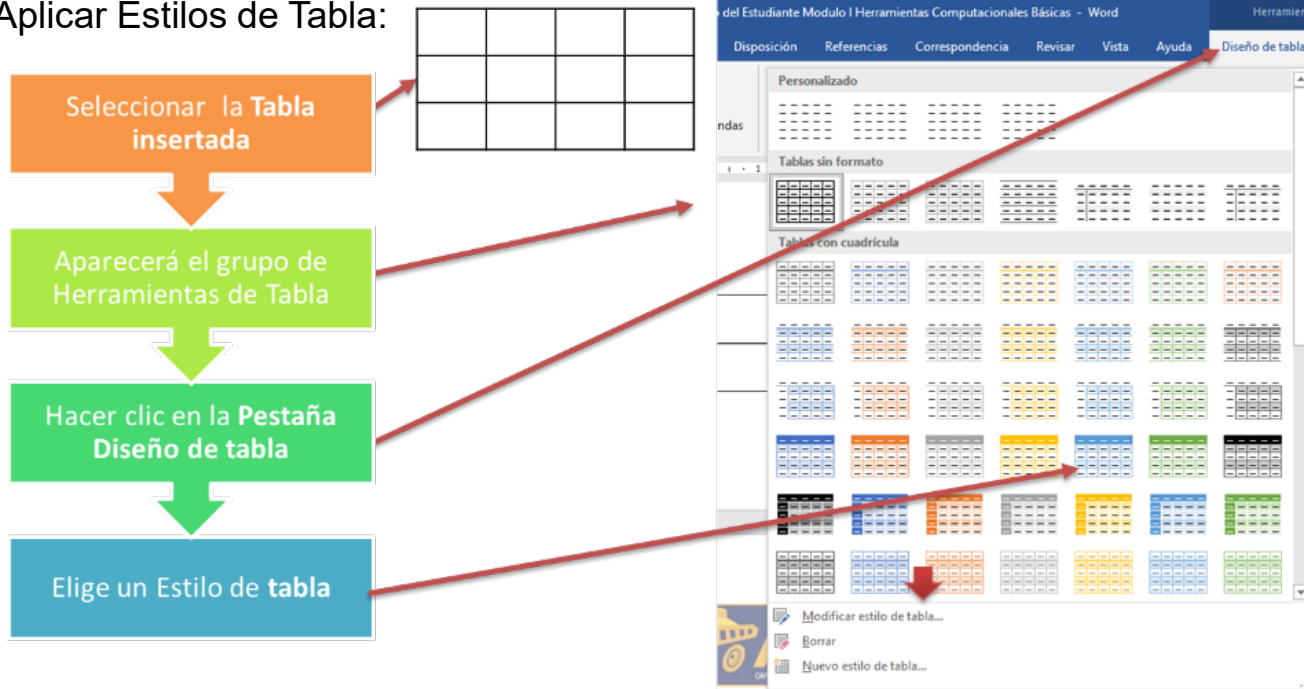 Aplicar Estilos de Tabla:
Seleccionar la Tabla
insertada
Aparecerá el grupo de
Herramientas de Tabla
Hacer clic en la Pestaña
Diseño de tabla
Elige un Estilo de tabla
del Estudiante Modulo I Herramientas Computacionales Básicas - Word
Herramien
Disposición Referencias Correspondencia Revisar Vista Ayuda Diseño de tabla
ndas
1
Personalizado
Tablas sin formato
Tablas con cuadrícula
Modificar estilo de tabla...
Borrar
Nuevo estilo de tabla...